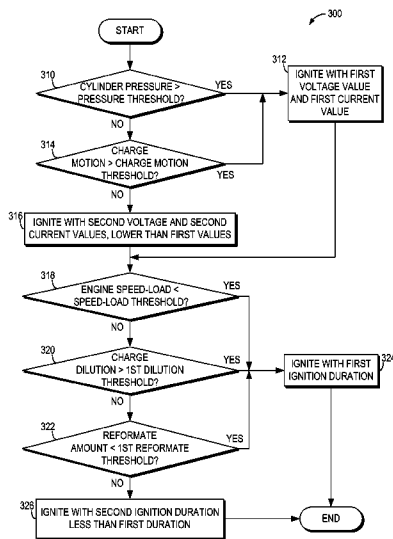 300
START
310
CYLINDER PRESSURE >
PRESSURE THRESHOLD?
YES
NO
312
IGNITE WITH FIRST
VOLTAGE VALUE
AND FIRST CURRENT
VALUE
314
CHARGE
MOTION > CHARGE MOTION
THRESHOLD?
YES
NO
316
IGNITE WITH SECOND VOLTAGE AND SECOND
CURRENT VALUES, LOWER THAN FIRST VALUES
318
ENGINE SPEED-LOAD <
SPEED-LOAD THRESHOLD?
YES
NO
320
CHARGE
DILUTION > 1ST DILUTION
THRESHOLD?
YES
NO
324
IGNITE WITH FIRST
IGNITION DURATION
322
REFORMATE
AMOUNT < 1ST REFORMATE
THRESHOLD?
YES
NO
326
IGNITE WITH SECOND IGNITION DURATION
LESS THAN FIRST DURATION
END